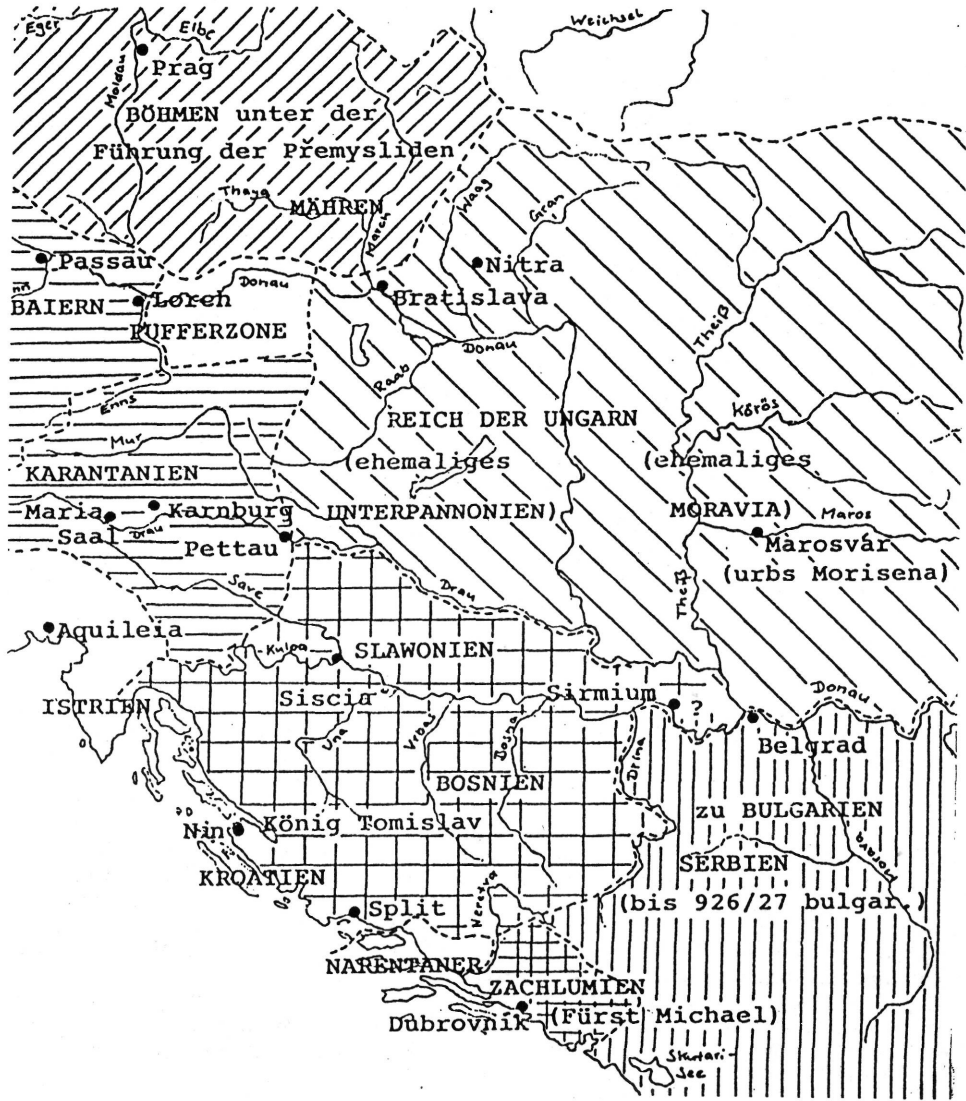 Eger
Elbe
Weichsel
Moldau
Prag
BÖHMEN unter der
Führung der Přemysliden
Thaya
MÄHREN
March
Waag
Gran
Passau
Nitra
nn
BAIERN
Lorch
Donau
Bratislava
PUFFERZONE
Donau
Theiß
Raab
Enns
REICH DER UNGARN
Körös
Mur
(ehemaliges
(ehemaliges
KARANTANIEN
UNTERPANNONIEN)
MORAVIA)
Maros
Maria
Saal
Karnburg
Drau
Pettau
Marosvár
(urbs Morisena)
Save
Drau
Theiß
Aquileia
Kulpa
SLAWONIEN
Siscia
Sirmium
?
Donau
ISTRIEN
Una
Vrbas
Bosna
Drina
Belgrad
BOSNIEN
zu BULGARIEN
Nin
König Tomislav
Morava
SERBIEN
KROATIEN
Neretva
(bis 926/27 bulgar.)
Split
NARENTANER
ZACHLUMIEN
Dubrovnik
(Fürst Michael)
Skutari-
See